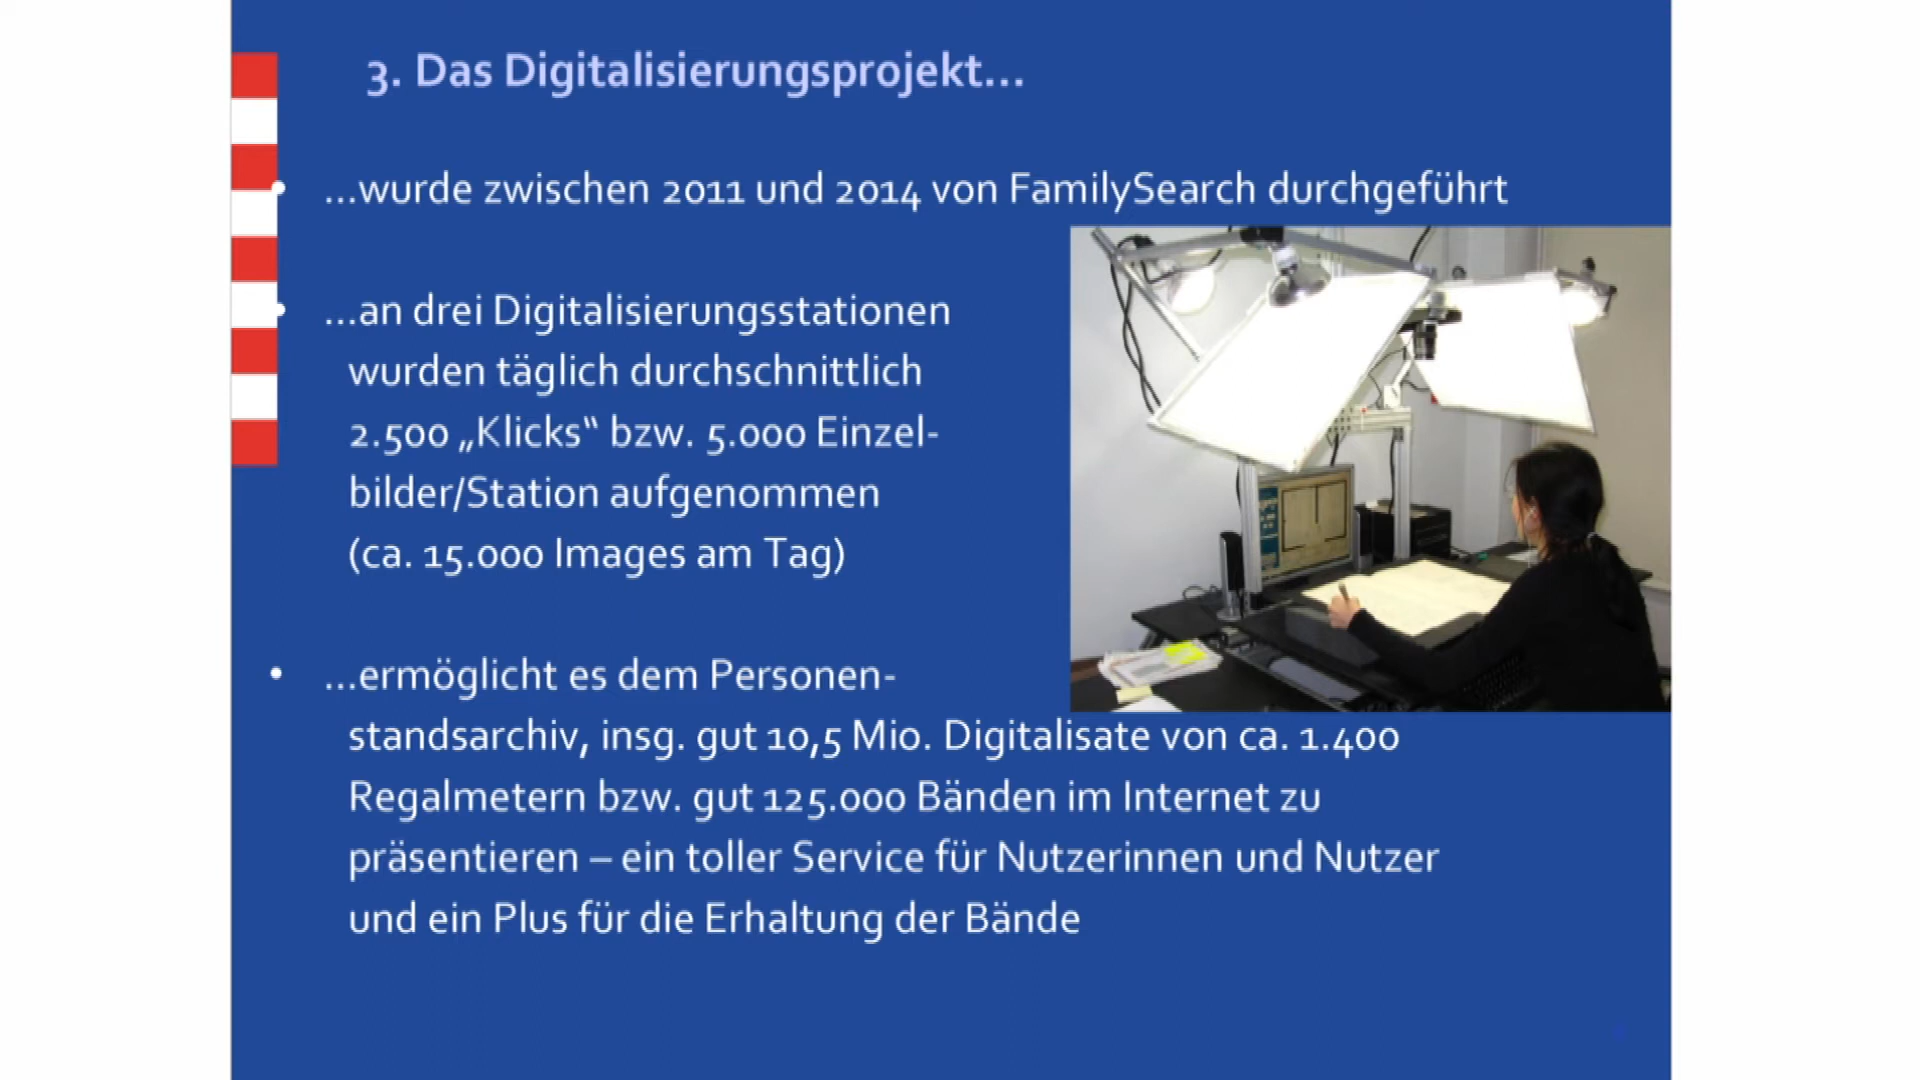 3. Das Digitalisierungsprojekt...
• ...wurde zwischen 2011 und 2014 von FamilySearch durchgeführt
• ...an drei Digitalisierungsstationen
wurden täglich durchschnittlich
2.500 „Klicks“ bzw. 5.000 Einzel-
bilder/Station aufgenommen
(ca. 15.000 Images am Tag)
• ...ermöglicht es dem Personen-
standsarchiv, insg. gut 10,5 Mio. Digitalisate von ca. 1.400
Regalmetern bzw. gut 125.000 Bänden im Internet zu
präsentieren – ein toller Service für Nutzerinnen und Nutzer
und ein Plus für die Erhaltung der Bände